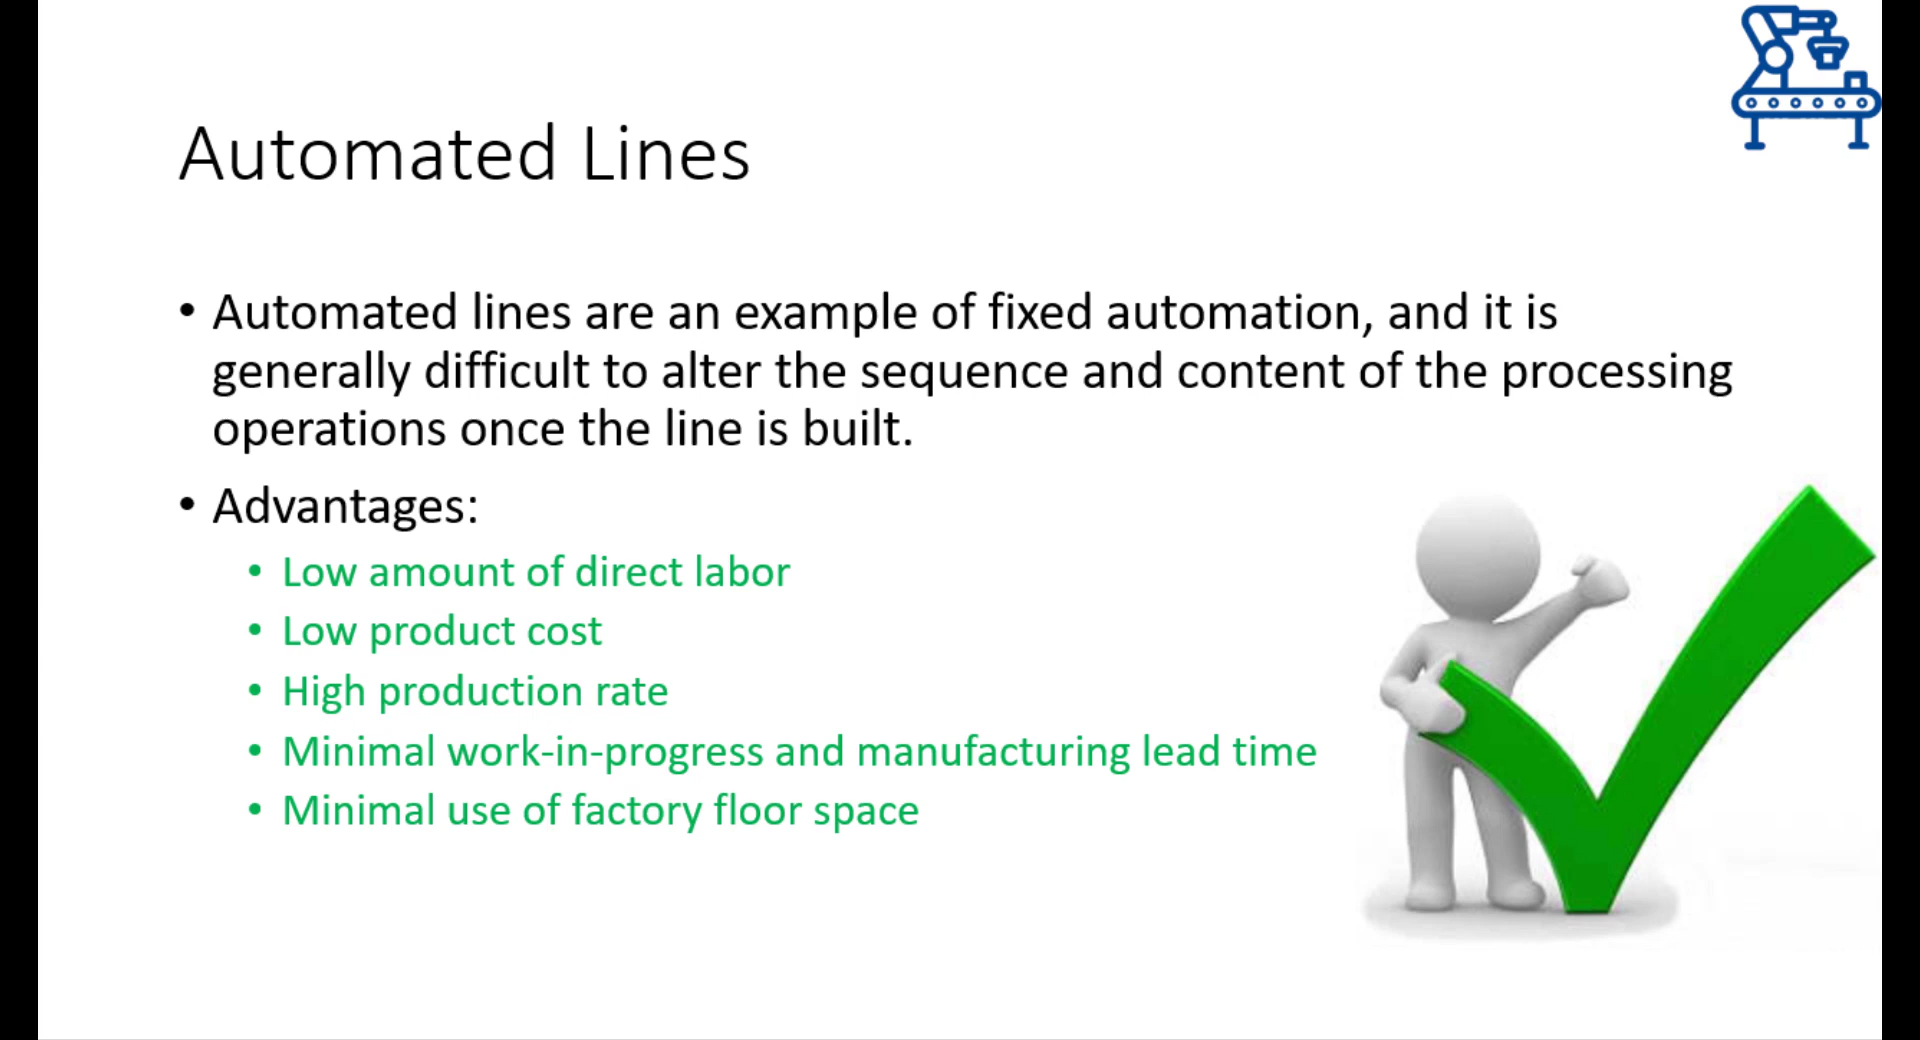 Automated Lines
• Automated lines are an example of fixed automation, and it is
generally difficult to alter the sequence and content of the processing
operations once the line is built.
• Advantages:
• Low amount of direct labor
• Low product cost
• High production rate
• Minimal work-in-progress and manufacturing lead time
• Minimal use of factory floor space